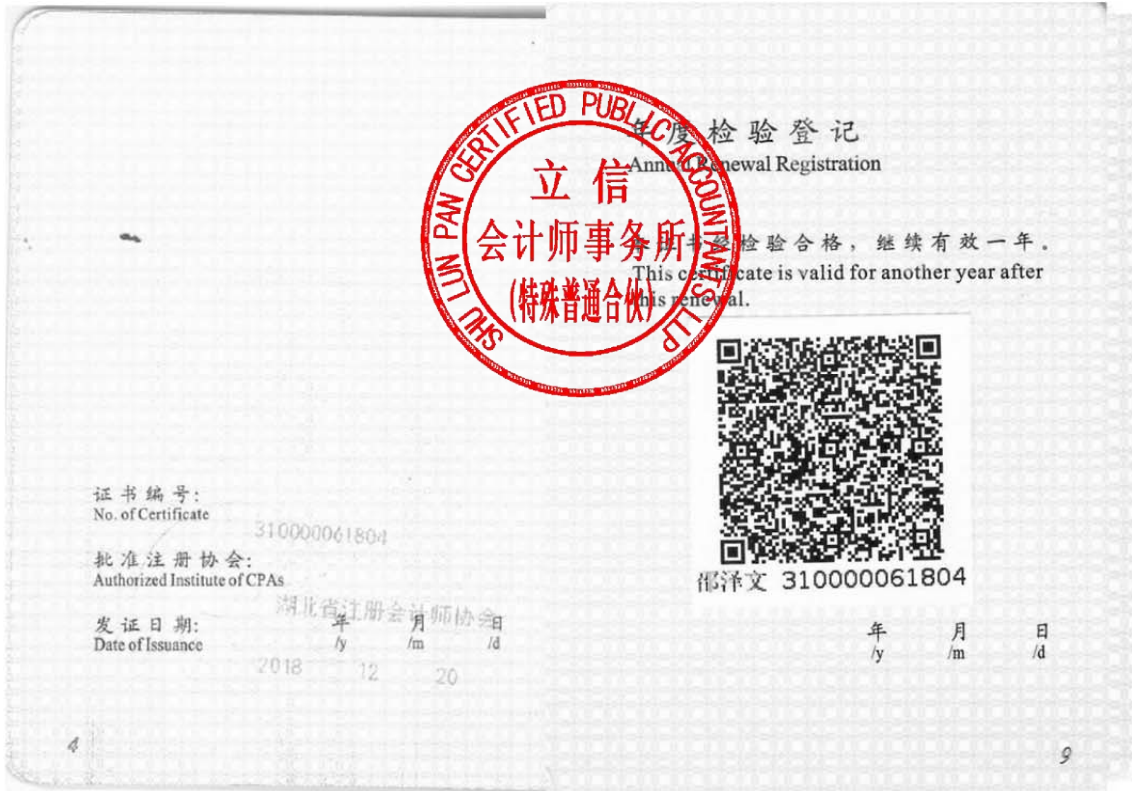 证书编号:
No. of Certificate
310000061804
批准注册协会:
Authorized Institute of CPAs
湖北省注册会计师协会
发证日期:
Date of Issuance
年 月 日
/y /m /d
2018 12 20
4
SHU LUN PAN CERTIFIED PUBLIC ACCOUNTANTS LLP
立信
会计师事务所
(特殊普通合伙)
年度检验登记
Annual Renewal Registration
本证书经检验合格，继续有效一年。
This certificate is valid for another year after
this renewal.
邵泽文 310000061804
年 月 日
/y /m /d
9